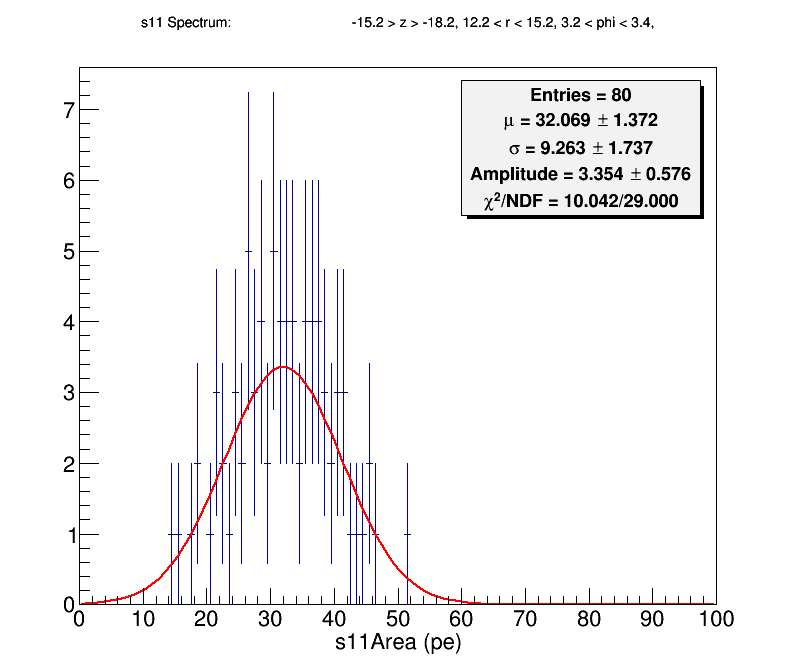 s11 Spectrum: -15.2 > z > -18.2, 12.2 < r < 15.2, 3.2 < phi < 3.4,
Entries = 80
μ = 32.069 ± 1.372
σ = 9.263 ± 1.737
Amplitude = 3.354 ± 0.576
χ²/NDF = 10.042/29.000
7
6
5
4
3
2
1
0
0 10 20 30 40 50 60 70 80 90 100
s11Area (pe)